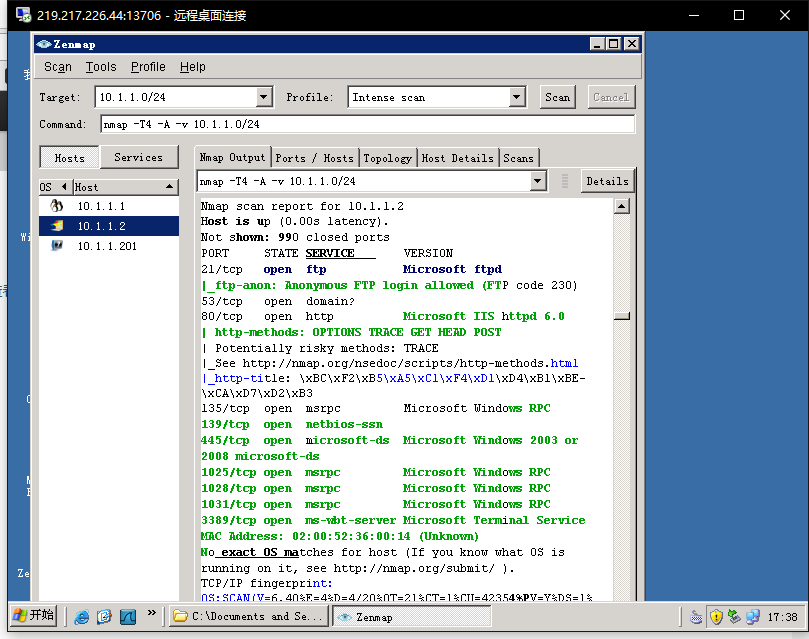 219.217.226.44:13706 - 远程桌面连接
Zenmap
Scan Tools Profile Help
Target: 10.1.1.0/24 Profile: Intense scan Scan Cancel
Command: nmap -T4 -A -v 10.1.1.0/24
Hosts Services
Nmap Output Ports / Hosts Topology Host Details Scans
nmap -T4 -A -v 10.1.1.0/24 Details
OS Host
10.1.1.1
10.1.1.2
10.1.1.201
Nmap scan report for 10.1.1.2
Host is up (0.00s latency).
Not shown: 990 closed ports
PORT STATE SERVICE VERSION
21/tcp open ftp Microsoft ftpd
|_ftp-anon: Anonymous FTP login allowed (FTP code 230)
53/tcp open domain?
80/tcp open http Microsoft IIS httpd 6.0
| http-methods: OPTIONS TRACE GET HEAD POST
| Potentially risky methods: TRACE
|_See http://nmap.org/nsedoc/scripts/http-methods.html
|_http-title: \xBC\xF2\xB5\xA5\xC1\xF4\xD1\xD4\xB1\xBE-
\xCA\xD7\xD2\xB3
135/tcp open msrpc Microsoft Windows RPC
139/tcp open netbios-ssn
445/tcp open microsoft-ds Microsoft Windows 2003 or
2008 microsoft-ds
1025/tcp open msrpc Microsoft Windows RPC
1028/tcp open msrpc Microsoft Windows RPC
1031/tcp open msrpc Microsoft Windows RPC
3389/tcp open ms-wbt-server Microsoft Terminal Service
MAC Address: 02:00:52:36:00:14 (Unknown)
No exact OS matches for host (If you know what OS is
running on it, see http://nmap.org/submit/ ).
TCP/IP fingerprint:
OS:SCAN(V=6.40%E=4%D=4/20%OT=21%CT=1%CU=42354%PV=Y%DS=1%
Wi
Ze
开始 » C:\Documents and Se... Zenmap 17:38